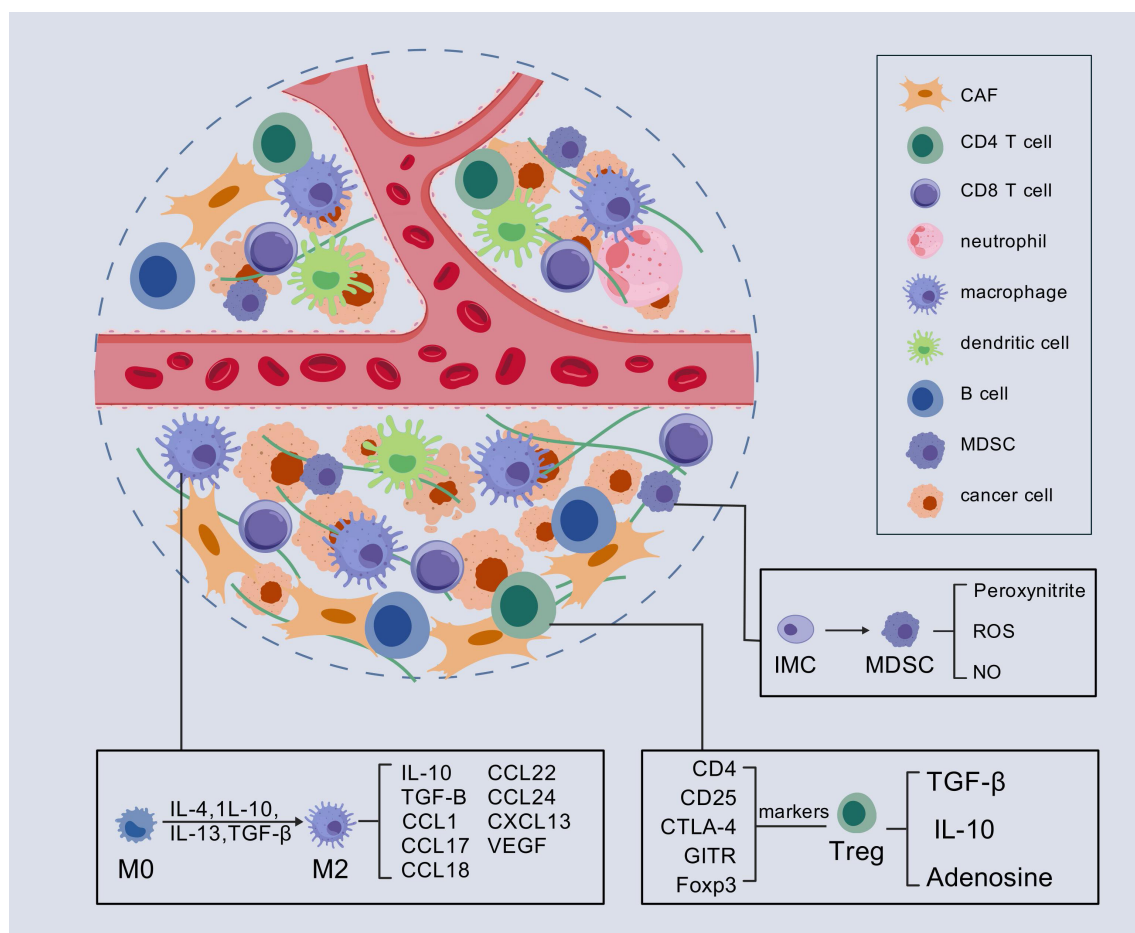 CAF
CD4 T cell
CD8 T cell
neutrophil
macrophage
dendritic cell
B cell
MDSC
cancer cell
Peroxynitrite
ROS
NO
IMC
MDSC
IL-4,1L-10,
IL-13,TGF-β
M0
M2
IL-10
TGF-B
CCL1
CCL17
CCL18
CCL22
CCL24
CXCL13
VEGF
CD4
CD25
CTLA-4
GITR
Foxp3
markers
Treg
TGF-β
IL-10
Adenosine